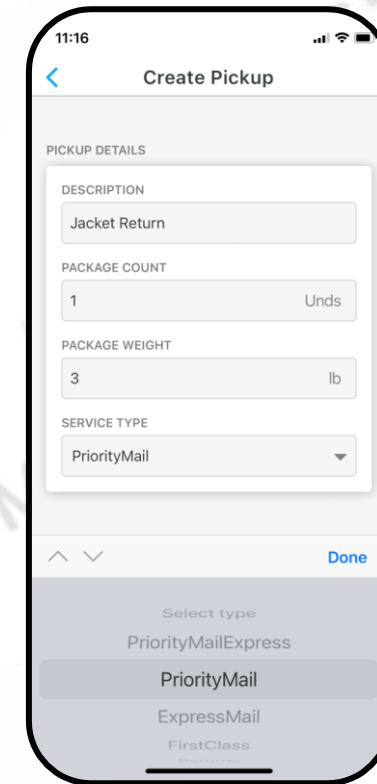 11:16
Create Pickup
PICKUP DETAILS
DESCRIPTION
Jacket Return
PACKAGE COUNT
1 Unds
PACKAGE WEIGHT
3 lb
SERVICE TYPE
PriorityMail
Done
Select type
PriorityMailExpress
PriorityMail
ExpressMail
FirstClass
Returns